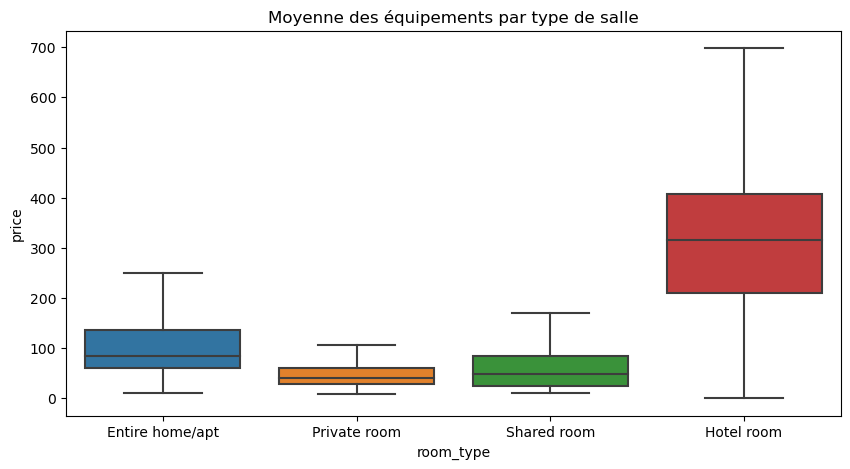 Moyenne des équipements par type de salle
700
600
500
400
300
200
100
0
price
Entire home/apt
Private room
Shared room
Hotel room
room_type